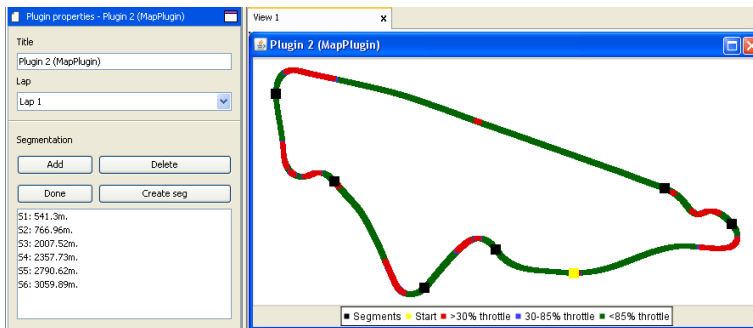 Plugin properties - Plugin 2 (MapPlugin)
Title
Plugin 2 (MapPlugin)
Lap
Lap 1
Segmentation
Add
Delete
Done
Create seg
S1: 541.3m.
S2: 766.96m.
S3: 2007.52m.
S4: 2357.73m.
S5: 2790.62m.
S6: 3059.89m.
View 1
x
Plugin 2 (MapPlugin)
Segments Start >30% throttle 30-85% throttle <85% throttle